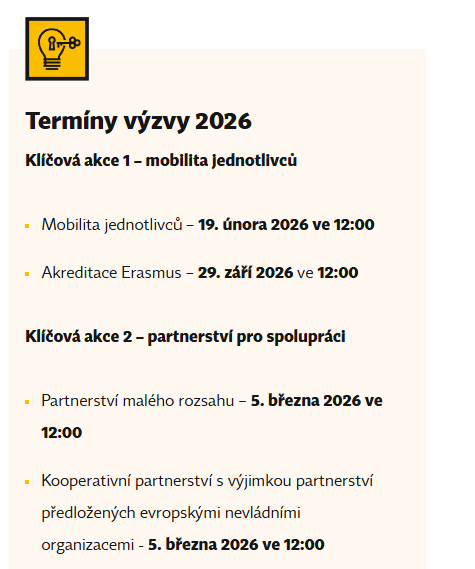 Termíny výzvy 2026
Klíčová akce 1 – mobilita jednotlivců
Mobilita jednotlivců – 19. února 2026 ve 12:00
Akreditace Erasmus – 29. září 2026 ve 12:00
Klíčová akce 2 – partnerství pro spolupráci
Partnerství malého rozsahu – 5. března 2026 ve
12:00
Kooperativní partnerství s výjimkou partnerství
předložených evropskými nevládními
organizacemi - 5. března 2026 ve 12:00